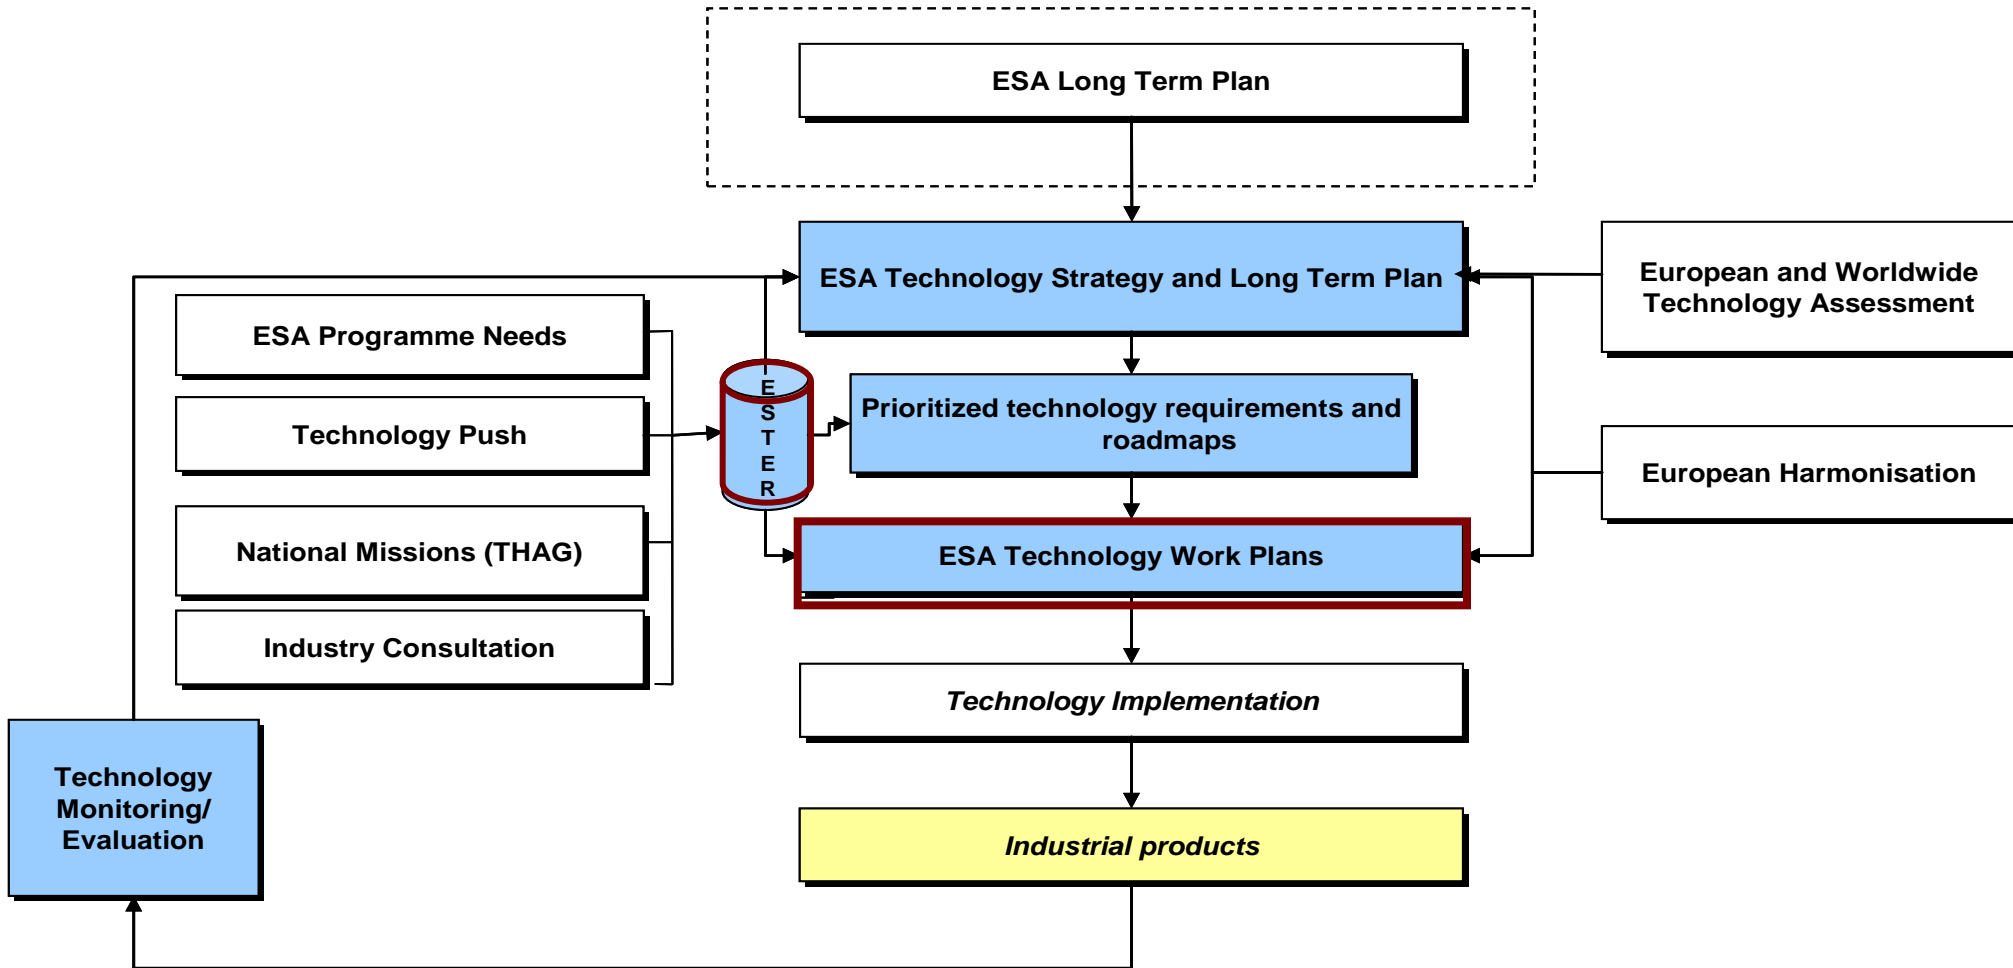 ESA Long Term Plan
ESA Technology Strategy and Long Term Plan
European and Worldwide
Technology Assessment
ESA Programme Needs
Technology Push
National Missions (THAG)
Industry Consultation
E
S
T
E
R
Prioritized technology requirements and
roadmaps
European Harmonisation
ESA Technology Work Plans
Technology Implementation
Technology
Monitoring/
Evaluation
Industrial products